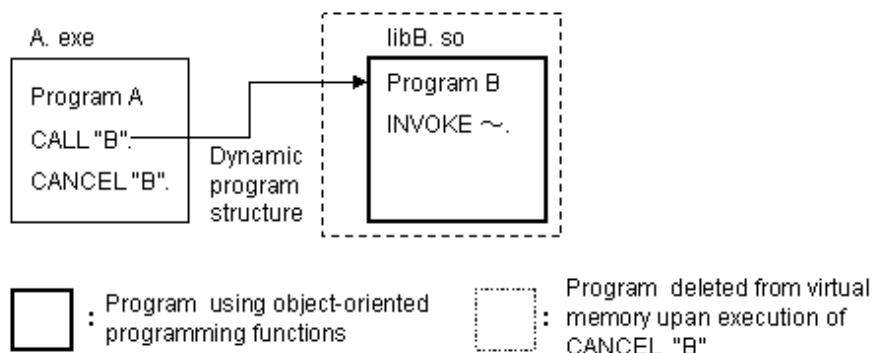 A. exe
libB. so
Program A
CALL "B".
CANCEL "B".
Dynamic
program
structure
Program B
INVOKE ～.
: Program using object-oriented
programming functions
Program deleted from virtual
: memory upan execution of
CANCEL "B"